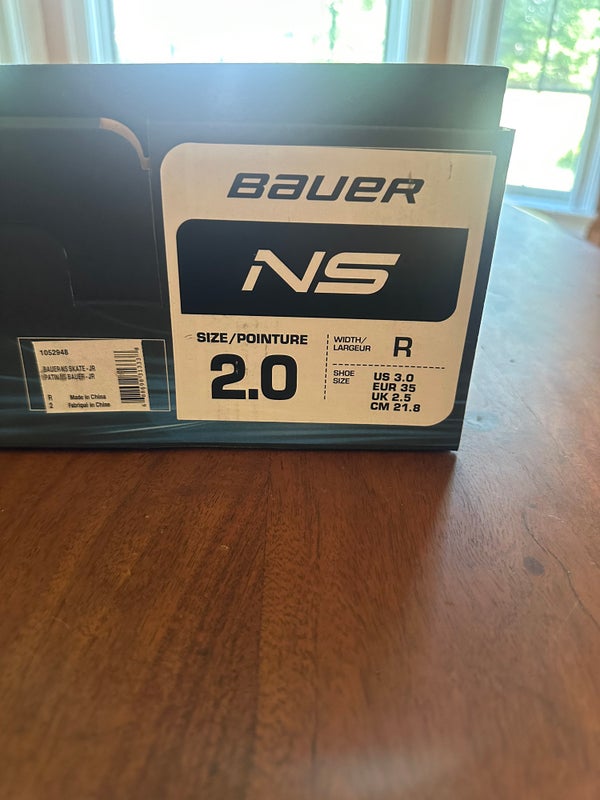 BAUER
NS
SIZE/POINTURE
2.0
WIDTH/
LARGEUR
R
SHOE
SIZE
US 3.0
EUR 35
UK 2.5
CM 21.8
1052948
BAUER NS SKATE - JR
PATIN NS BAUER - JR
R Made in China
2 Fabriqué en Chine